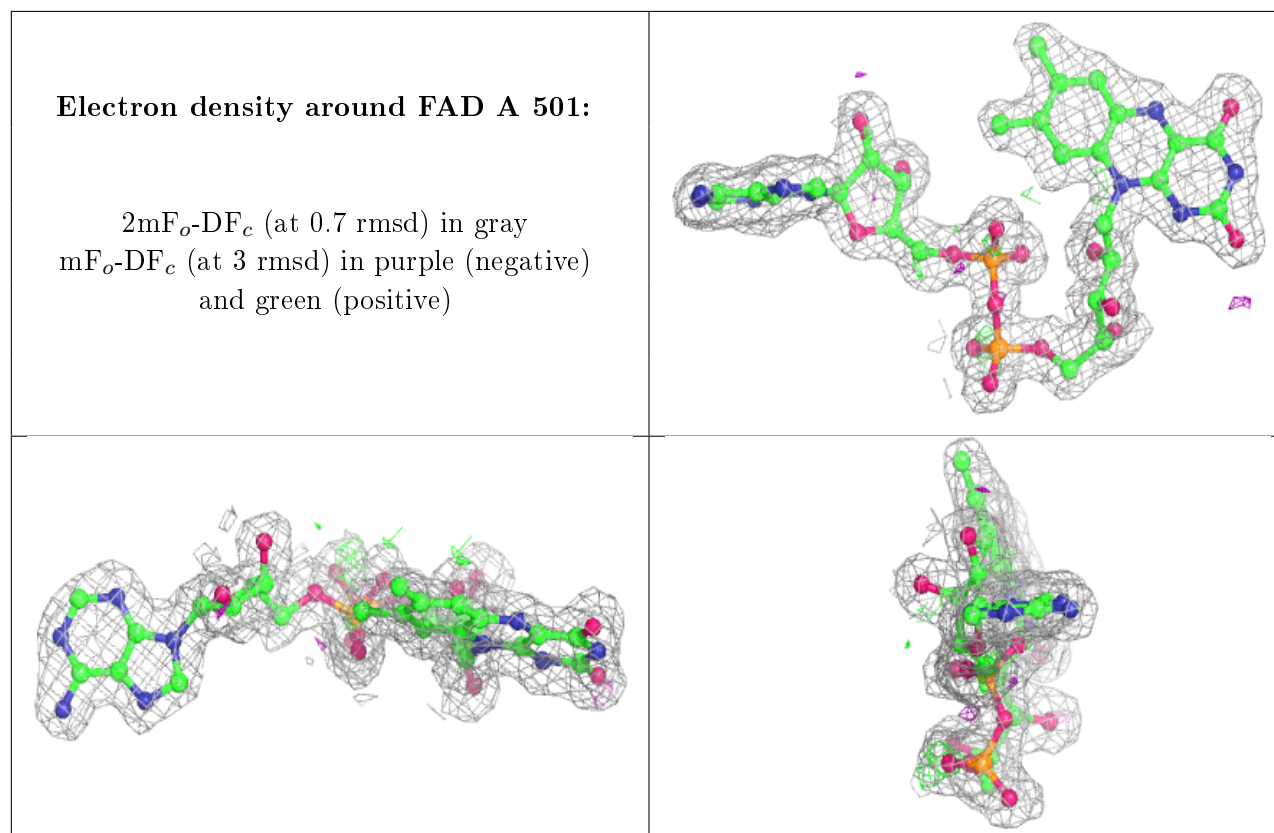 Electron density around FAD A 501:
2mFₒ-DF𝒸 (at 0.7 rmsd) in gray
mFₒ-DF𝒸 (at 3 rmsd) in purple (negative)
and green (positive)